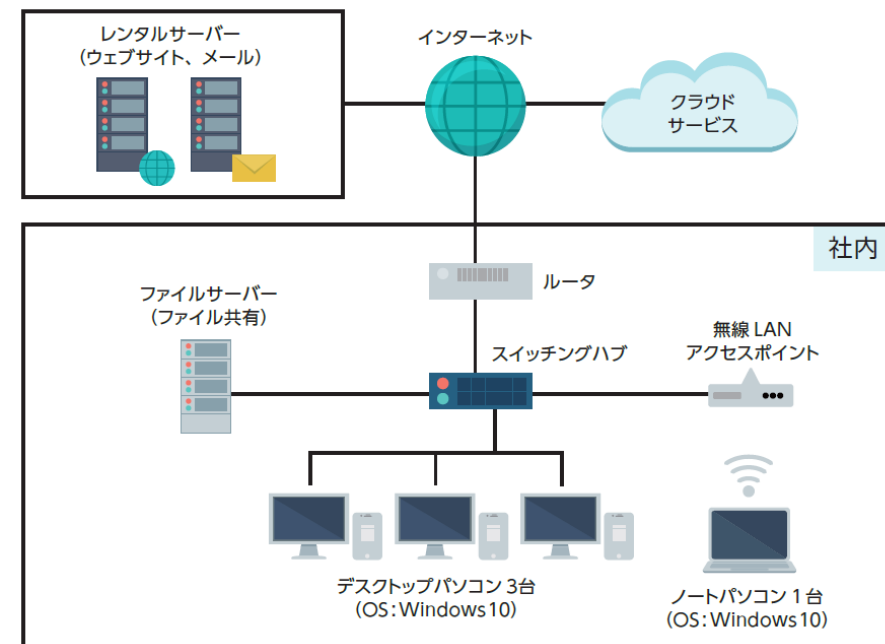 レンタルサーバー
(ウェブサイト、メール)
インターネット
クラウド
サービス
社内
ルータ
ファイルサーバー
(ファイル共有)
スイッチングハブ
無線 LAN
アクセスポイント
デスクトップパソコン 3台
(OS:Windows10)
ノートパソコン 1 台
(OS:Windows10)